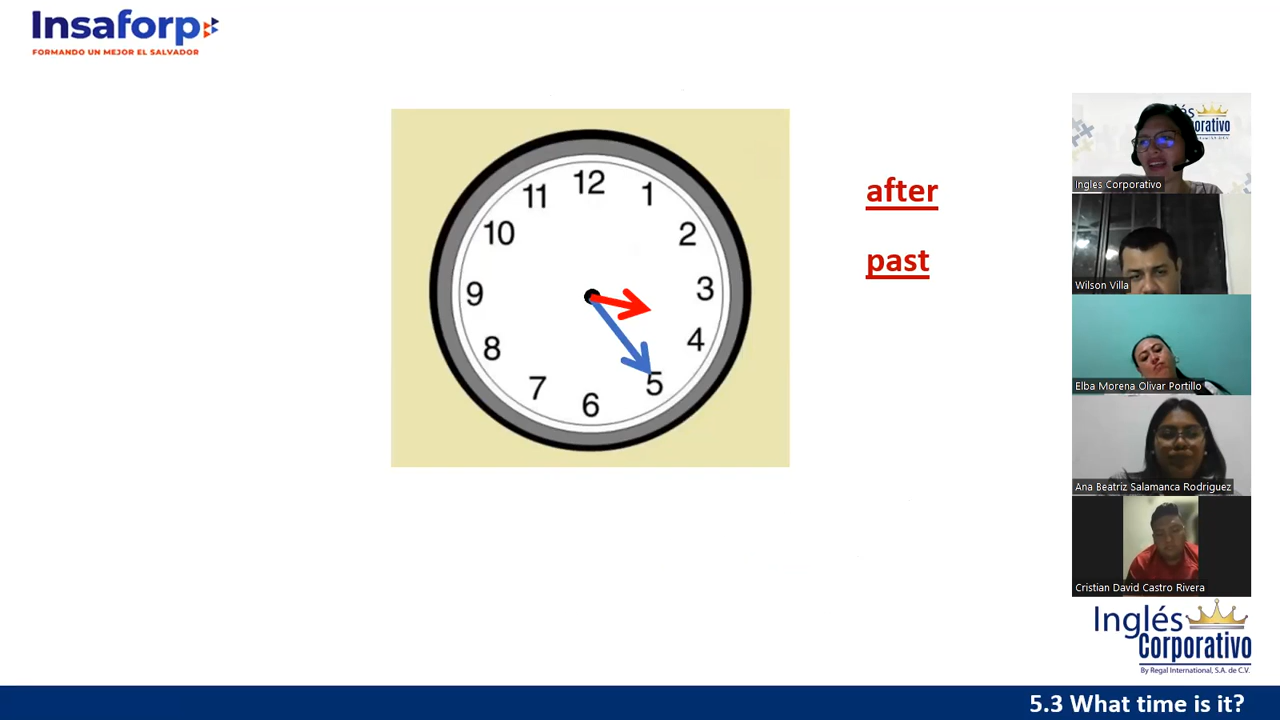 Insaforp
FORMANDO UN MEJOR EL SALVADOR
12
11
1
10
2
9
3
8
4
7
5
6
after
past
Inglés
Corporativo
Ingles Corporativo
Wilson Villa
Elba Morena Olivar Portillo
Ana Beatriz Salamanca Rodriguez
Cristian David Castro Rivera
Inglés
Corporativo
By Regal International, S.A. de C.V.
5.3 What time is it?